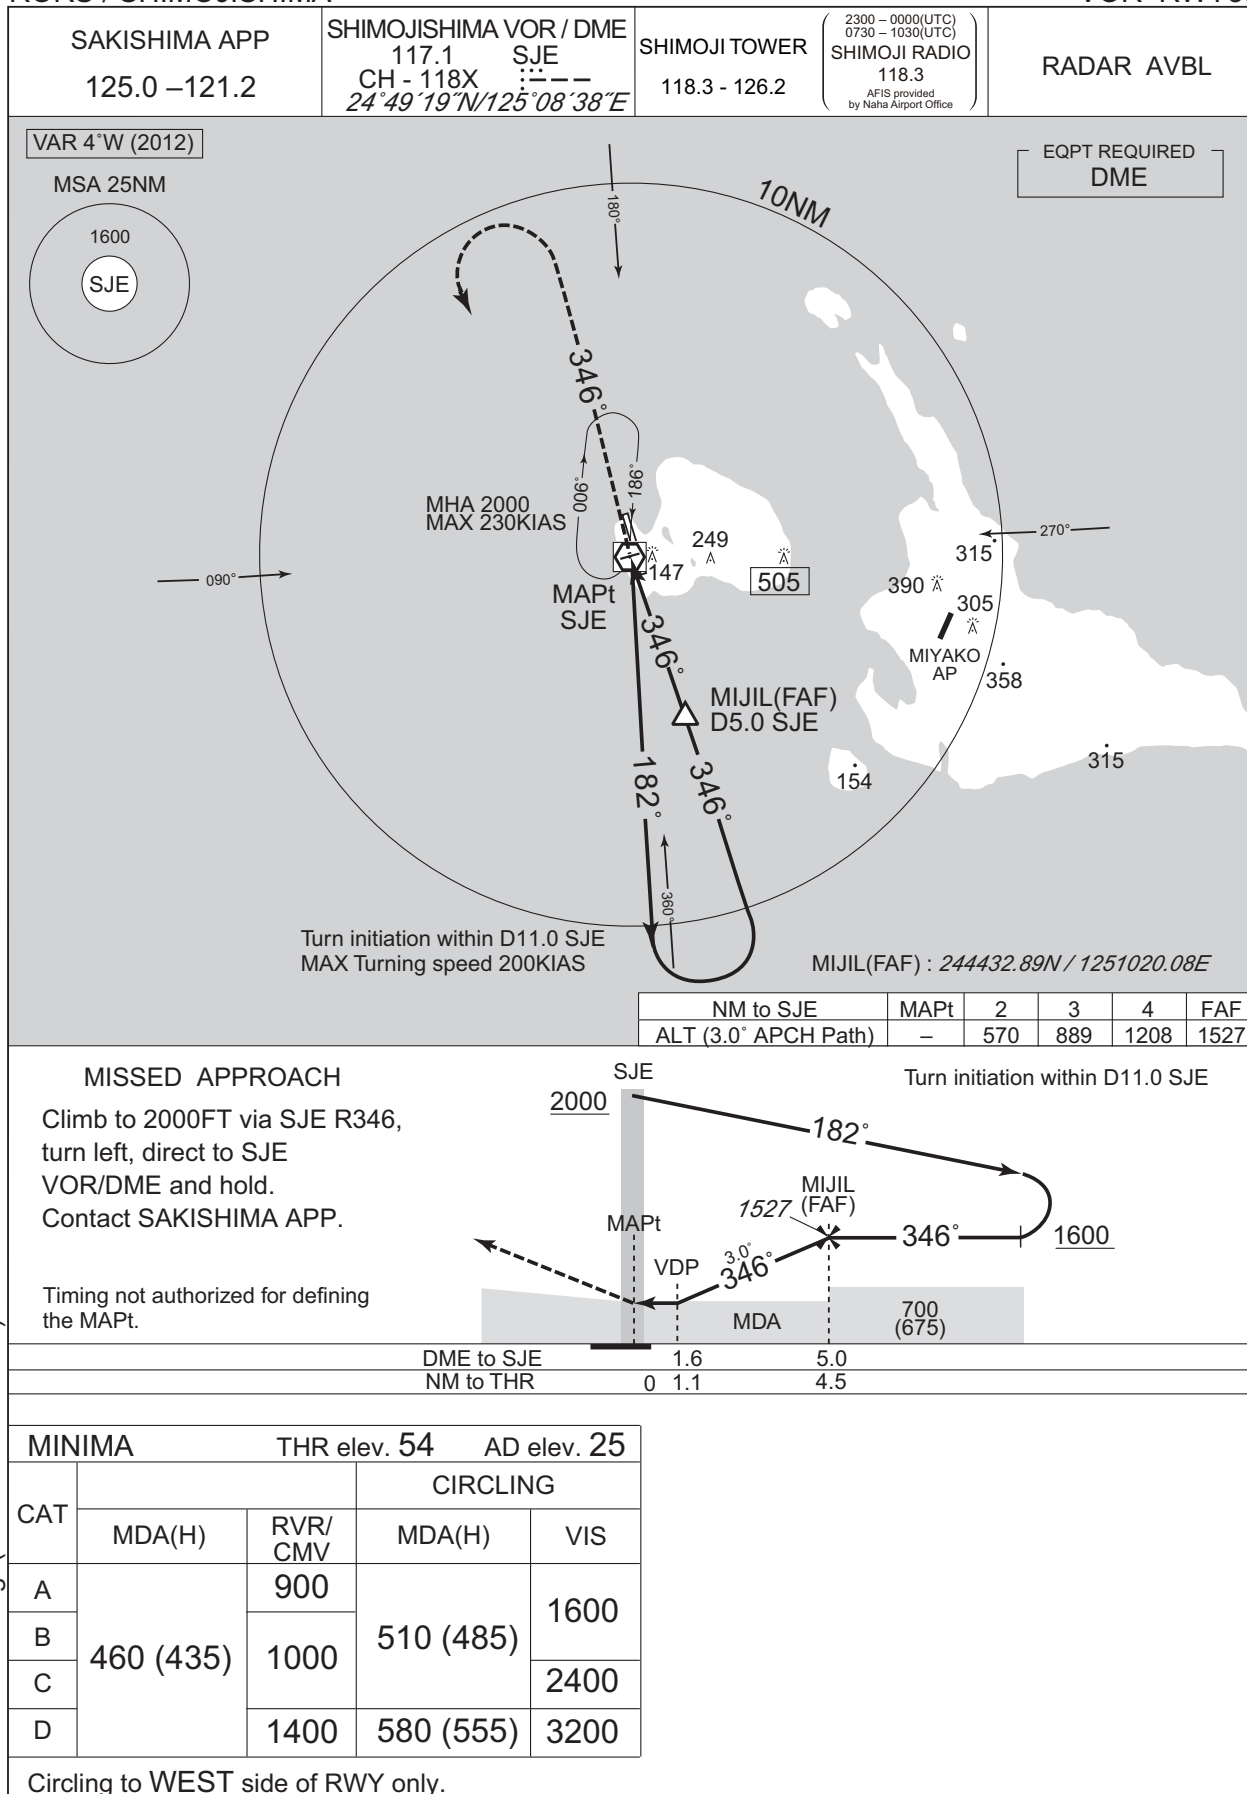 SAKISHIMA APP
125.0 –121.2
SHIMOJISHIMA VOR / DME
117.1 SJE
CH - 118X
24°49´19˝N/125°08´38˝E
SHIMOJI TOWER
118.3 - 126.2
2300 – 0000(UTC)
0730 – 1030(UTC)
SHIMOJI RADIO
118.3
AFIS provided
by Naha Airport Office
RADAR AVBL
VAR 4°W (2012)
MSA 25NM
1600
SJE
EQPT REQUIRED
DME
10NM
180°
346°
006°
186°
MHA 2000
MAX 230KIAS
090°
270°
147
249
505
315
390
305
MIYAKO
AP
358
315
154
MAPt
SJE
346°
MIJIL(FAF)
D5.0 SJE
182°
346°
360°
Turn initiation within D11.0 SJE
MAX Turning speed 200KIAS
MIJIL(FAF) : 244432.89N / 1251020.08E
NM to SJE MAPt 2 3 4 FAF
ALT (3.0° APCH Path) – 570 889 1208 1527
MISSED APPROACH
Climb to 2000FT via SJE R346,
turn left, direct to SJE
VOR/DME and hold.
Contact SAKISHIMA APP.
Timing not authorized for defining
the MAPt.
SJE
2000
Turn initiation within D11.0 SJE
182°
MIJIL
(FAF)
1527
MAPt
346°
1600
VDP
3.0°
346°
MDA
700
(675)
DME to SJE 1.6 5.0
NM to THR 0 1.1 4.5
MINIMA THR elev. 54 AD elev. 25
CAT
CIRCLING
MDA(H)
RVR/
CMV
MDA(H)
VIS
A
B
C
D
460 (435)
900
1000
1400
510 (485)
580 (555)
1600
2400
3200
Circling to WEST side of RWY only.